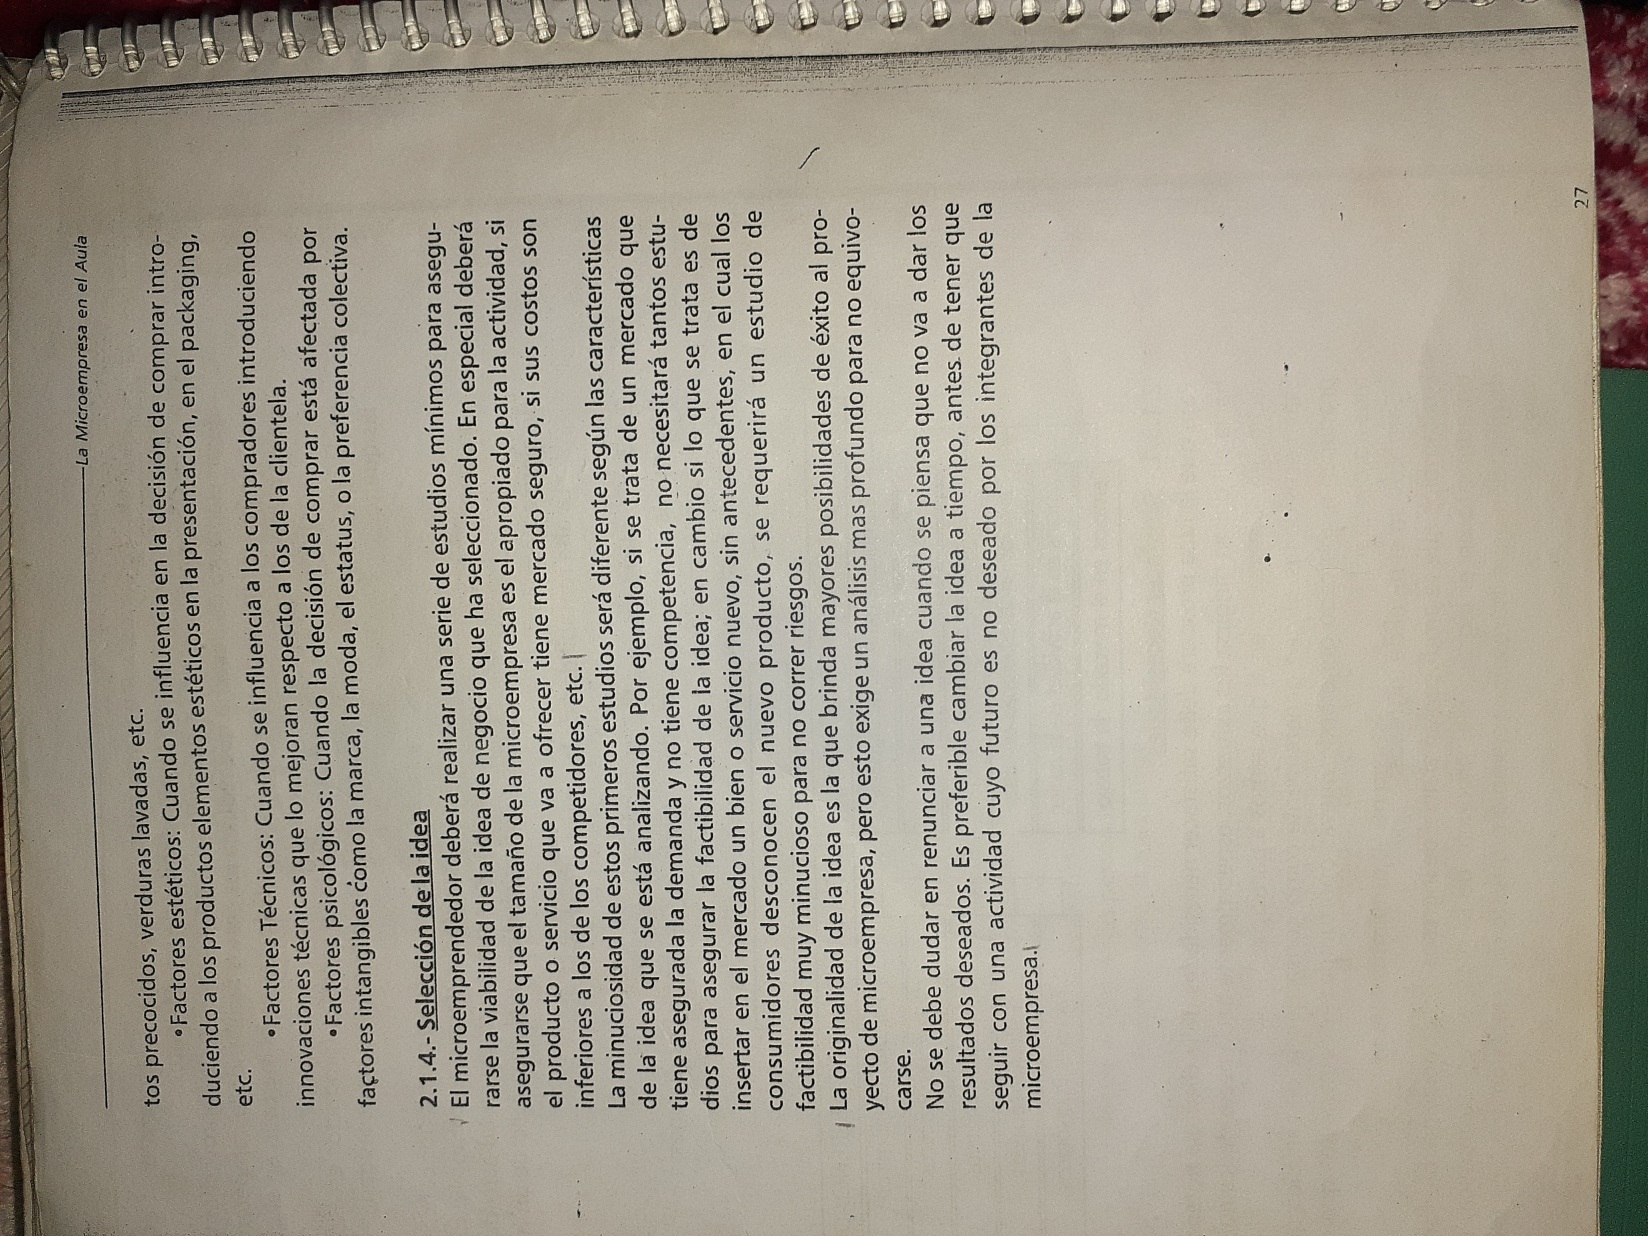 La Microempresa en el Aula
tos precocidos, verduras lavadas, etc.
•Factores estéticos: Cuando se influencia en la decisión de comprar intro-
duciendo a los productos elementos estéticos en la presentación, en el packaging,
etc.
•Factores Técnicos: Cuando se influencia a los compradores introduciendo
innovaciones técnicas que lo mejoran respecto a los de la clientela.
•Factores psicológicos: Cuando la decisión de comprar está afectada por
factores intangibles como la marca, la moda, el estatus, o la preferencia colectiva.
2.1.4.- Selección de la idea
El microemprendedor deberá realizar una serie de estudios mínimos para asegu-
rarse la viabilidad de la idea de negocio que ha seleccionado. En especial deberá
asegurarse que el tamaño de la microempresa es el apropiado para la actividad, si
el producto o servicio que va a ofrecer tiene mercado seguro, si sus costos son
inferiores a los de los competidores, etc.
La minuciosidad de estos primeros estudios será diferente según las características
de la idea que se está analizando. Por ejemplo, si se trata de un mercado que
tiene asegurada la demanda y no tiene competencia, no necesitará tantos estu-
dios para asegurar la factibilidad de la idea; en cambio si lo que se trata es de
insertar en el mercado un bien o servicio nuevo, sin antecedentes, en el cual los
consumidores desconocen el nuevo producto, se requerirá un estudio de
factibilidad muy minucioso para no correr riesgos.
La originalidad de la idea es la que brinda mayores posibilidades de éxito al pro-
yecto de microempresa, pero esto exige un análisis mas profundo para no equivo-
carse.
No se debe dudar en renunciar a una idea cuando se piensa que no va a dar los
resultados deseados. Es preferible cambiar la idea a tiempo, antes de tener que
seguir con una actividad cuyo futuro es no deseado por los integrantes de la
microempresa.
27